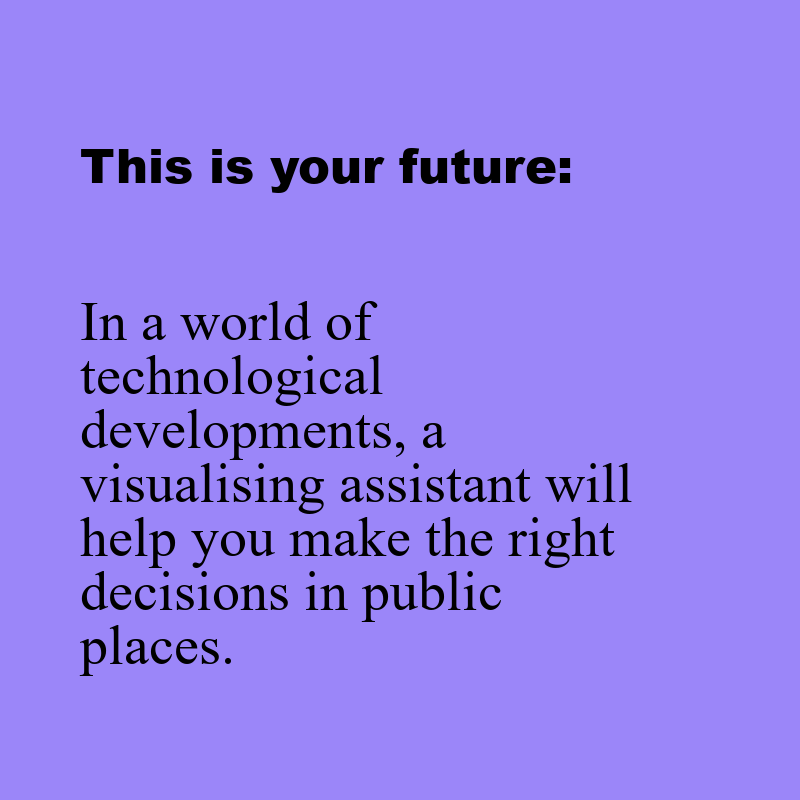 This is your future:
In a world of
technological
developments, a
visualising assistant will
help you make the right
decisions in public
places.